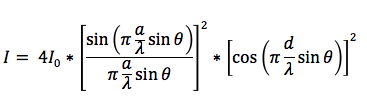 I = 4I₀ * [sin (π a/λ sin θ) / π a/λ sin θ]² * [cos (π d/λ sin θ)]²